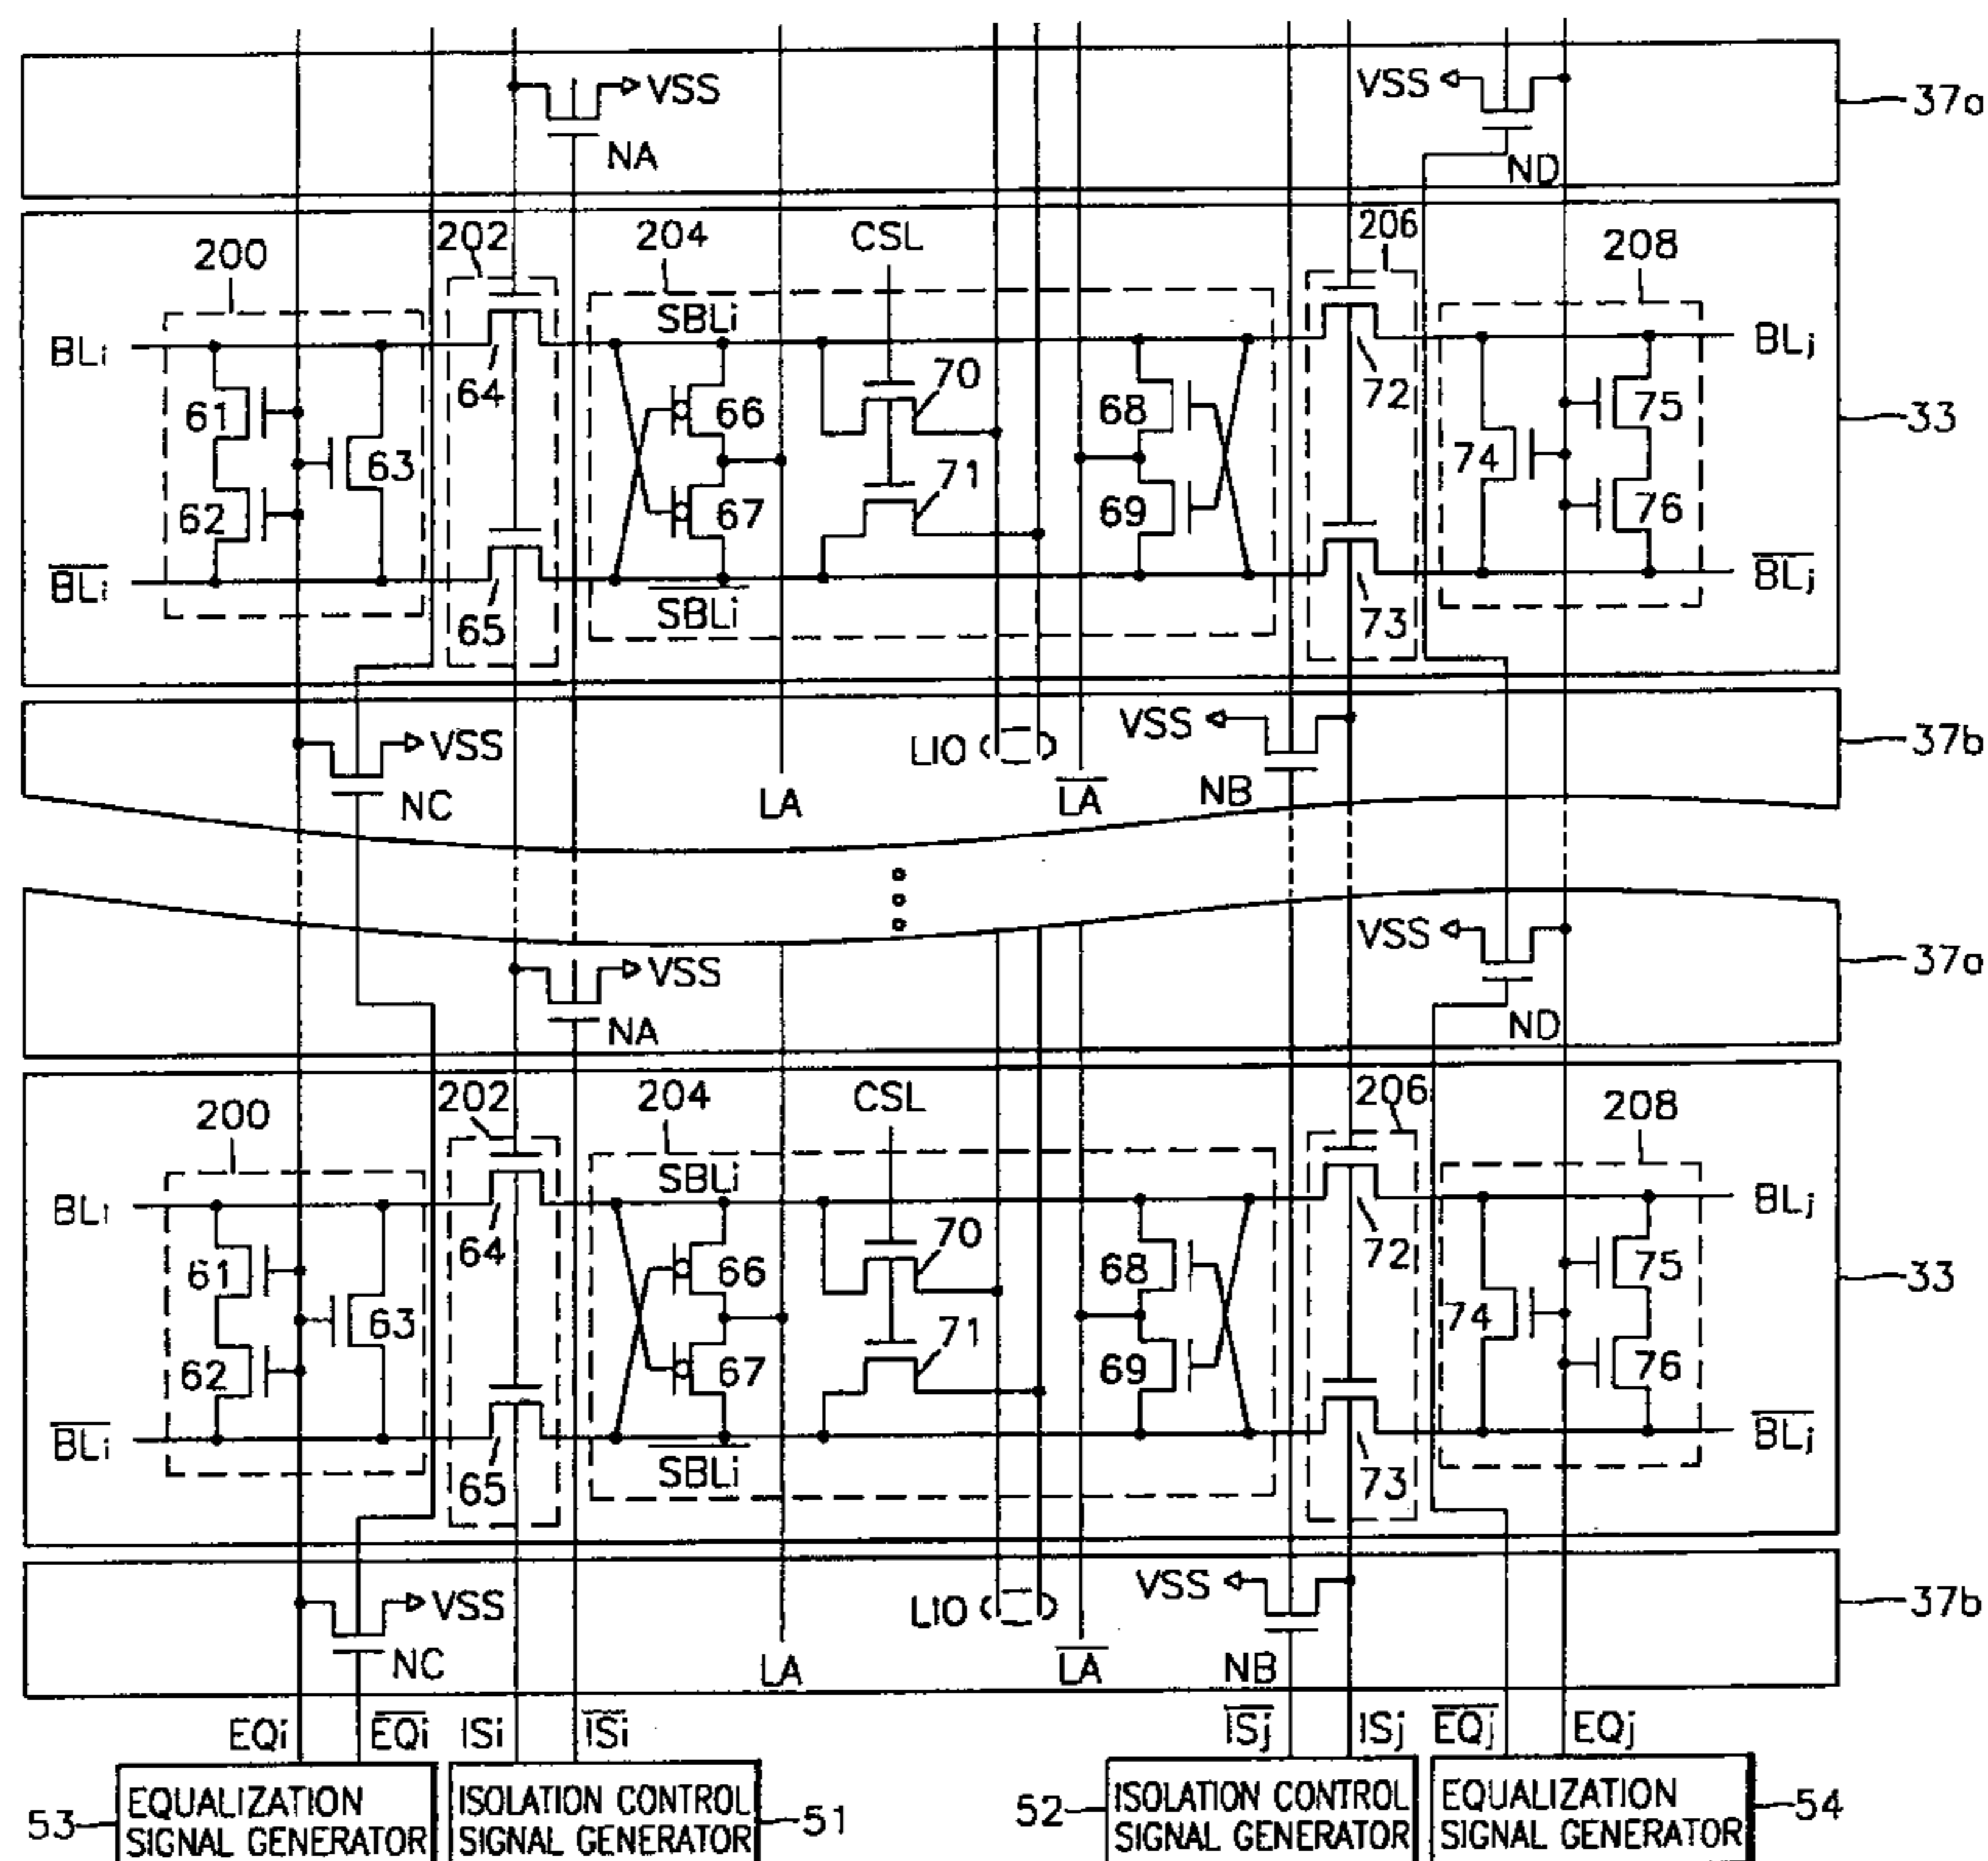 VSS VSS 37a
NA ND
200 202 204 CSL 206 208
SBLi
BLi BLj
64 70 72
61 66 68 75 33
63 71 74
62 67 69 76
BLi BLj
65 SBLi 73
VSS VSS 37b
NC LA LIO LA NB
VSS VSS 37a
NA ND
200 202 204 CSL 206 208
SBLi
BLi BLj
64 70 72
61 66 68 75 33
63 71 74
62 67 69 76
BLi BLj
65 SBLi 73
VSS VSS 37b
NC LA LIO LA NB
EQi EQi ISi ISi ISj ISj EQj EQj
53 EQUALIZATION SIGNAL GENERATOR
ISOLATION CONTROL SIGNAL GENERATOR 51
52 ISOLATION CONTROL SIGNAL GENERATOR
EQUALIZATION SIGNAL GENERATOR 54